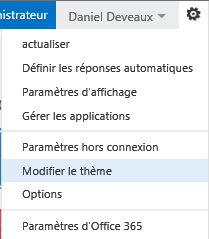 nistrateur Daniel Deveaux
actualiser
Définir les réponses automatiques
Paramètres d'affichage
Gérer les applications
Paramètres hors connexion
Modifier le thème
Options
Paramètres d'Office 365